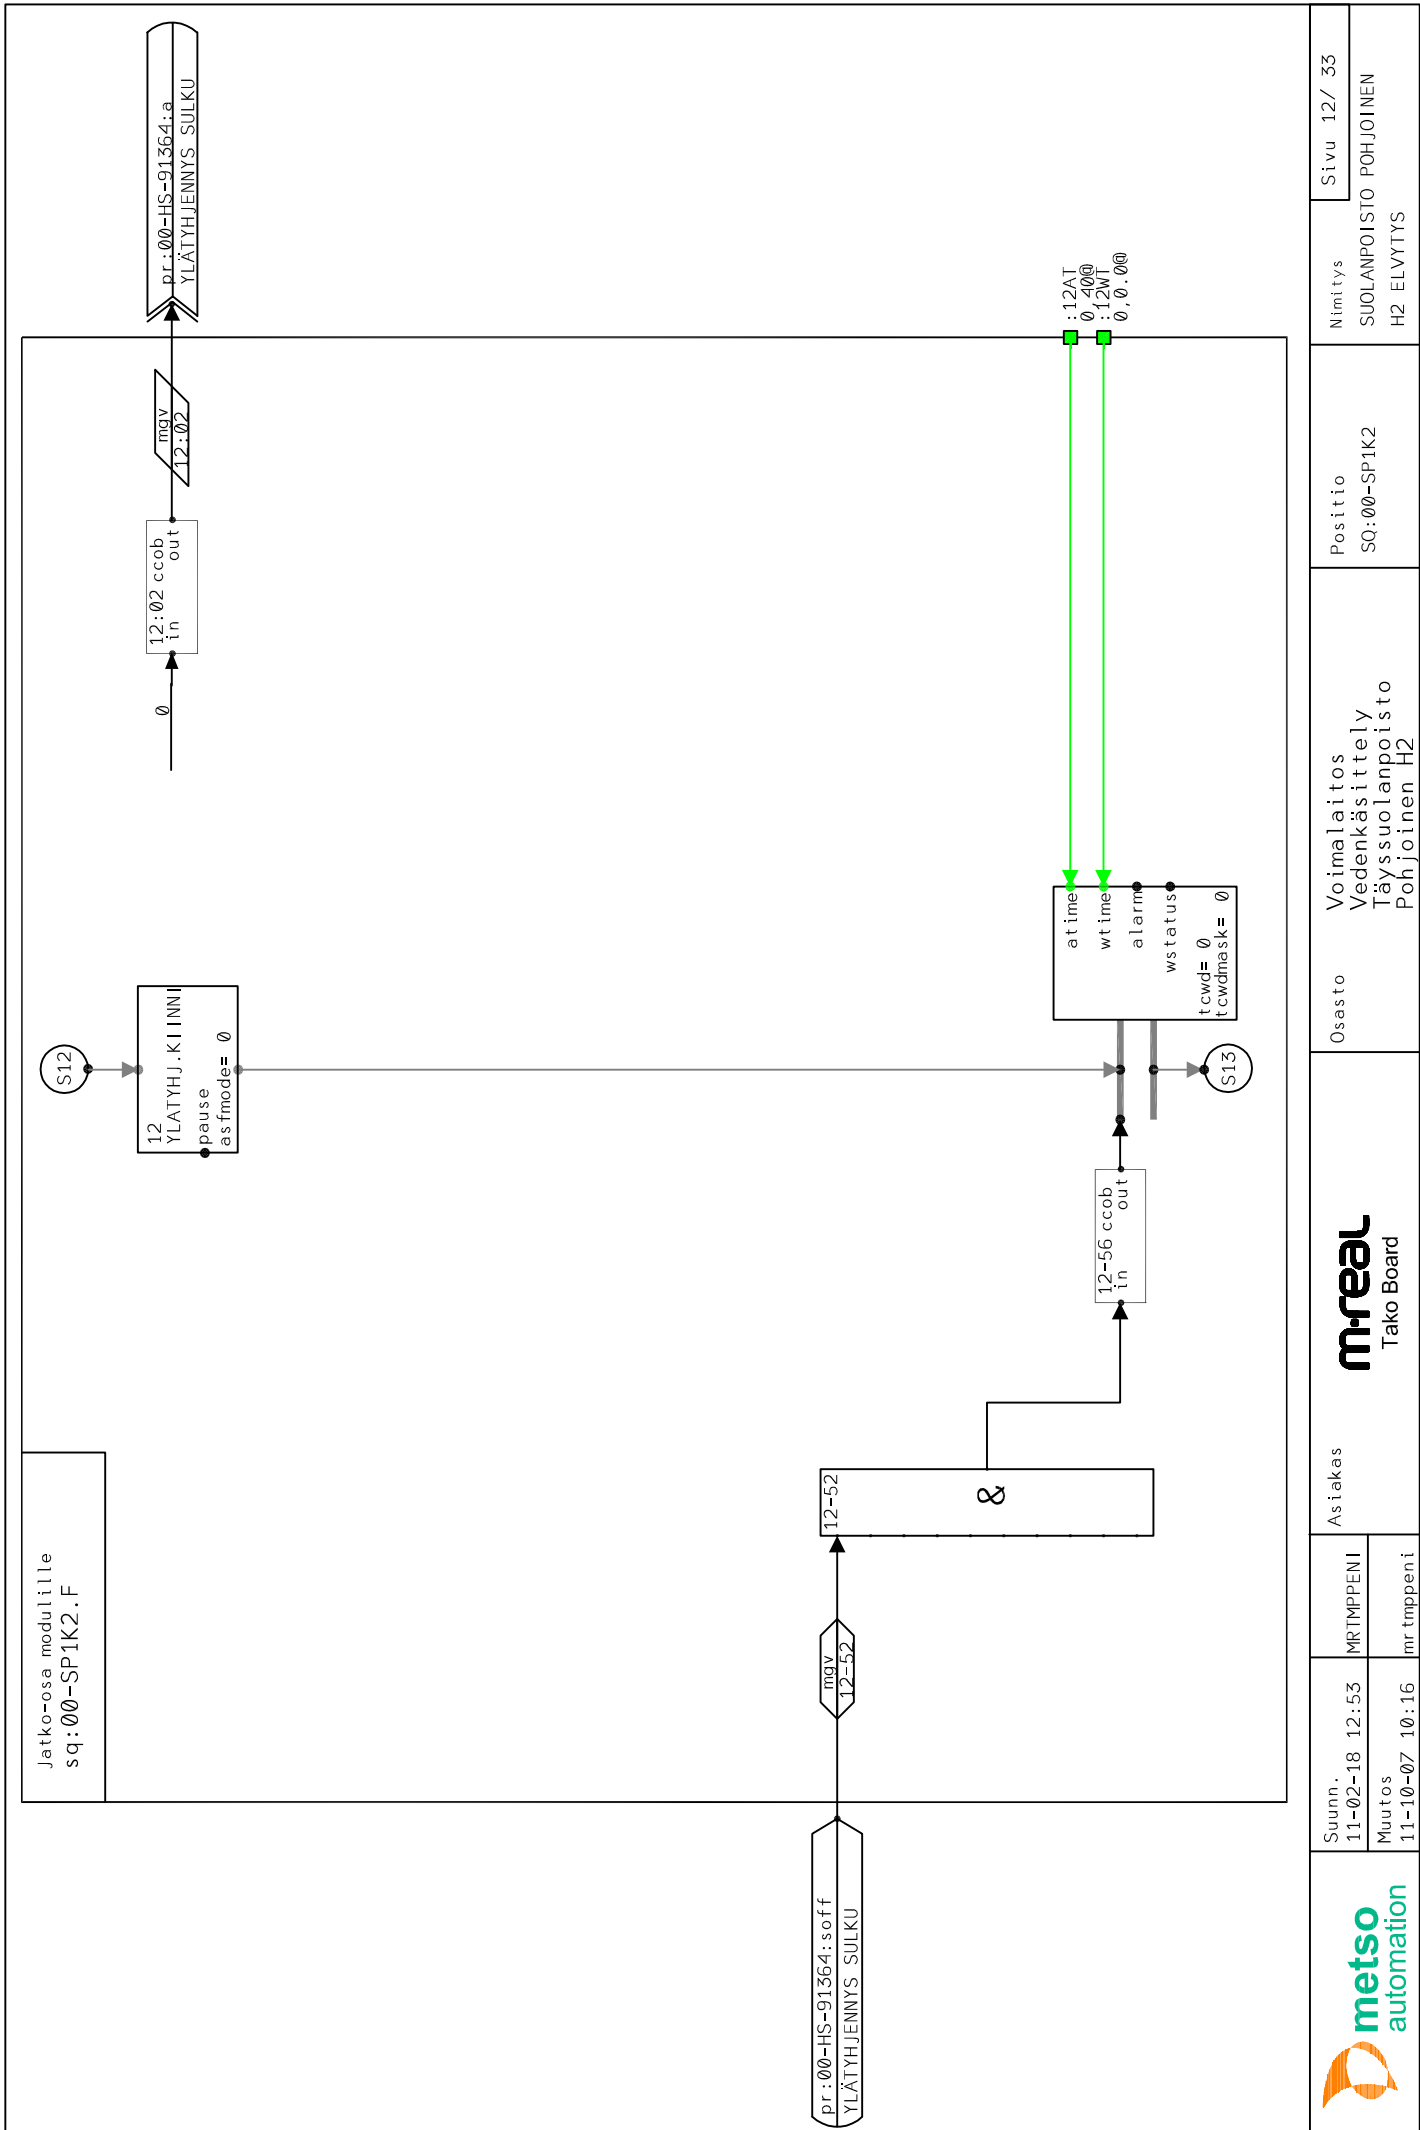 Jatko-osa modulille
sq:00-SP1K2.F
S12
12
YLATYHJ.KIINNI
pause
asfmode= 0
0
12:02 ccob
in
out
mgv
12:02
pr:00-HS-91364:a
YLÄTYHJENNYS SULKU
pr:00-HS-91364:soff
YLÄTYHJENNYS SULKU
mgv
12-52
12-52
&
12-56 ccob
in
out
S13
atime
wtime
alarm
wstatus
tcwd= 0
tcwdmask= 0
:12AT
0,400
:12WT
0,0.00
metso
automation
Suunn.
11-02-18 12:53
MRTMPPENI
Muutos
11-10-07 10:16
mrtmppeni
Asiakas
m-real
Tako Board
Osasto
Voimalaitos
Vedenkäsittely
Täyssuolanpoisto
Pohjoinen H2
Positio
SQ:00-SP1K2
Nimitys
Sivu 12/ 33
SUOLANPOISTO POHJOINEN
H2 ELVYTYS